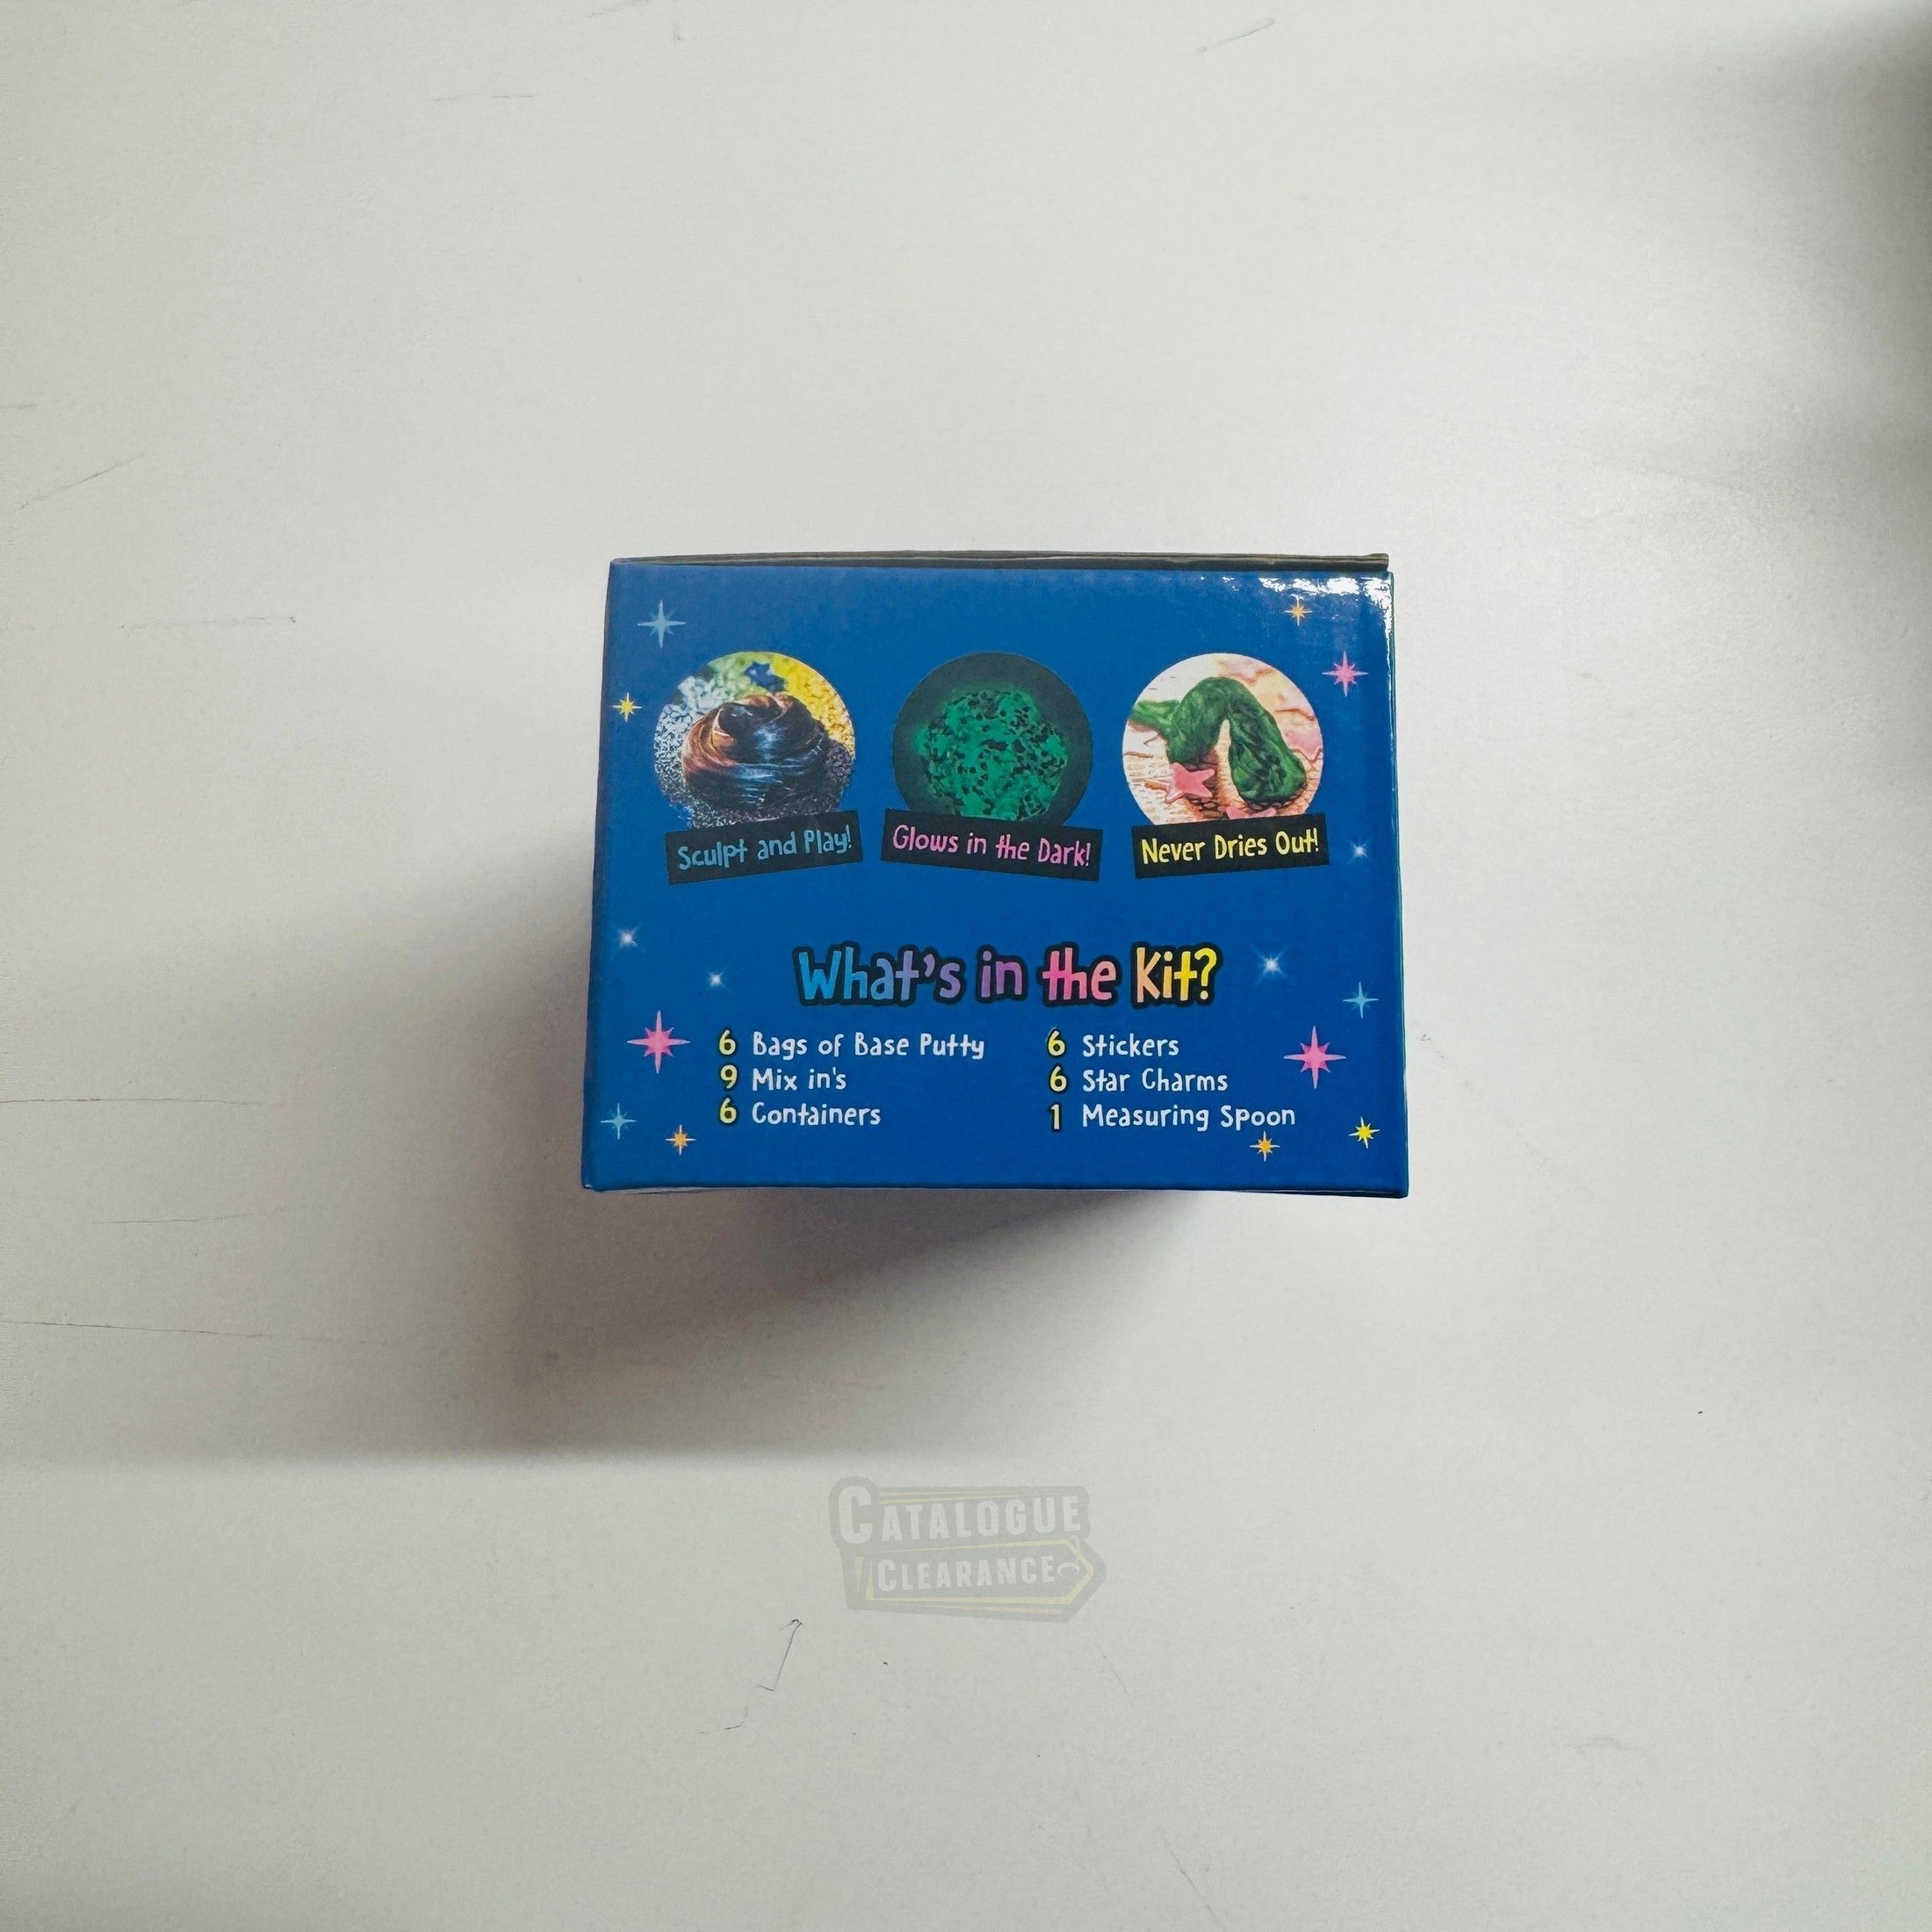 Sculpt and Play!
Glows in the Dark!
Never Dries Out!
What's in the Kit?
6 Bags of Base Putty
9 Mix in's
6 Containers
6 Stickers
6 Star Charms
1 Measuring Spoon
CATALOGUE
CLEARANCE